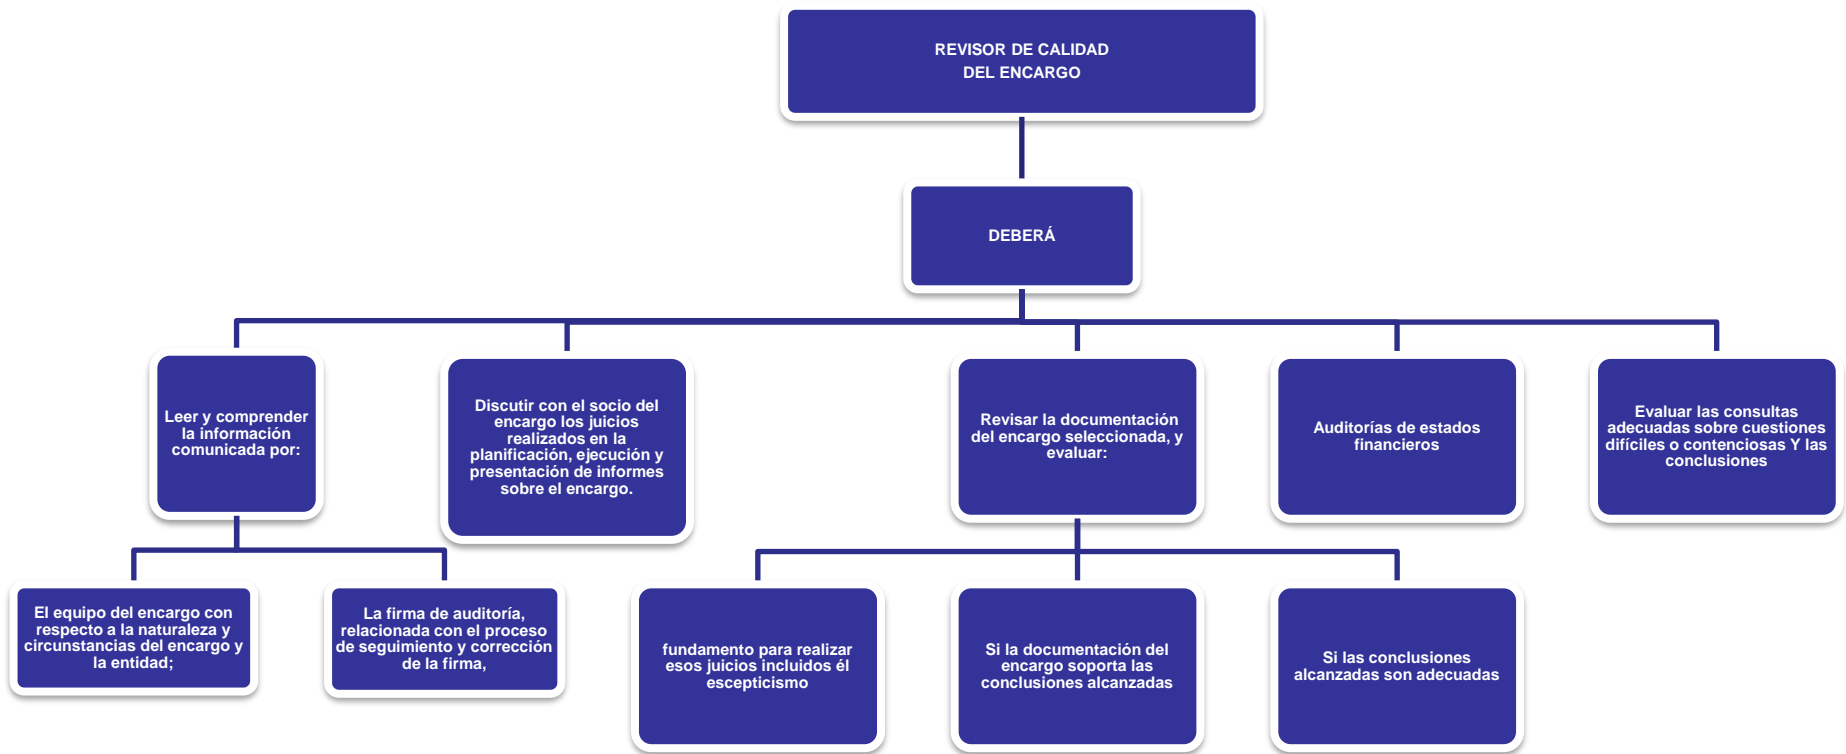 REVISOR DE CALIDAD
DEL ENCARGO
DEBERÁ
Leer y comprender
la información
comunicada por:
Discutir con el socio del
encargo los juicios
realizados en la
planificación, ejecución y
presentación de informes
sobre el encargo.
Revisar la documentación
del encargo seleccionada, y
evaluar:
Auditorías de estados
financieros
Evaluar las consultas
adecuadas sobre cuestiones
difíciles o contenciosas Y las
conclusiones
El equipo del encargo con
respecto a la naturaleza y
circunstancias del encargo y
la entidad;
La firma de auditoría,
relacionada con el proceso
de seguimiento y corrección
de la firma,
fundamento para realizar
esos juicios incluidos él
escepticismo
Si la documentación del
encargo soporta las
conclusiones alcanzadas
Si las conclusiones
alcanzadas son adecuadas